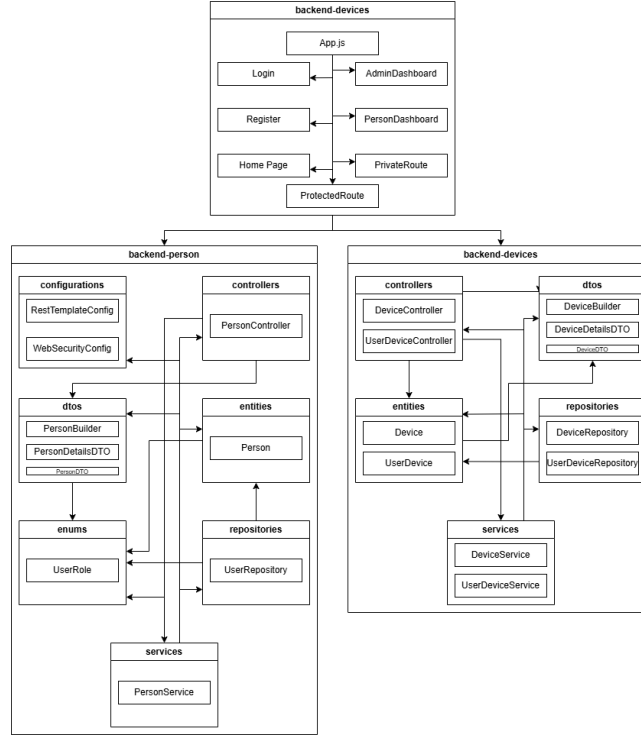 backend-devices
App.js
Login
AdminDashboard
Register
PersonDashboard
Home Page
PrivateRoute
ProtectedRoute
backend-person
configurations
RestTemplateConfig
WebSecurityConfig
controllers
PersonController
dtos
PersonBuilder
PersonDetailsDTO
PersonDTO
entities
Person
enums
UserRole
repositories
UserRepository
services
PersonService
backend-devices
controllers
DeviceController
UserDeviceController
dtos
DeviceBuilder
DeviceDetailsDTO
DeviceDTO
entities
Device
UserDevice
repositories
DeviceRepository
UserDeviceRepository
services
DeviceService
UserDeviceService